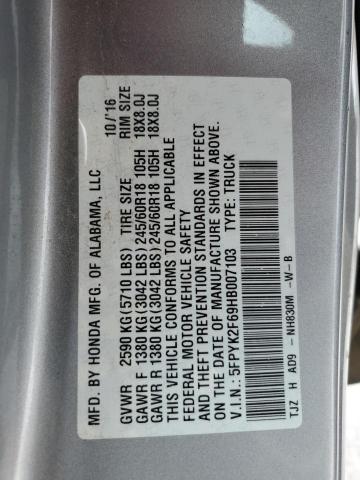 MFD. BY HONDA MFG. OF ALABAMA, LLC 10/'16
GVWR 2590 KG (5710 LBS) TIRE SIZE RIM SIZE
GAWR F 1380 KG (3042 LBS) 245/60R18 105H 18X8.0J
GAWR R 1380 KG (3042 LBS) 245/60R18 105H 18X8.0J
THIS VEHICLE CONFORMS TO ALL APPLICABLE
FEDERAL MOTOR VEHICLE SAFETY
AND THEFT PREVENTION STANDARDS IN EFFECT
ON THE DATE OF MANUFACTURE SHOWN ABOVE.
V.I.N.: 5FPYK2F69HB007103 TYPE: TRUCK
TJZ H AD9 -NH830M -W-B